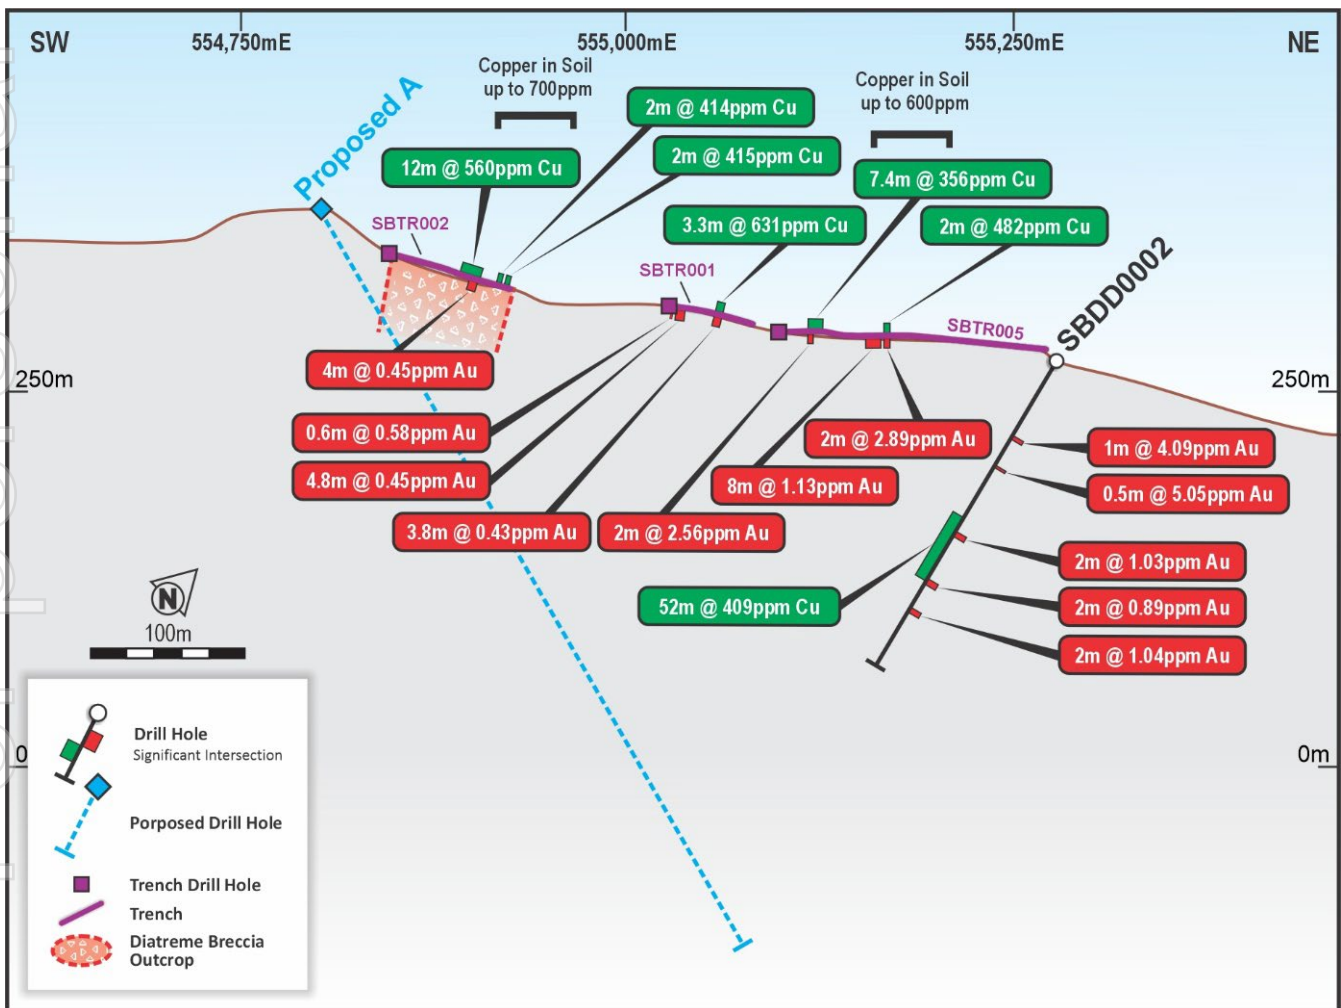 SW
554,750mE
555,000mE
555,250mE
NE
Copper in Soil
up to 700ppm
Copper in Soil
up to 600ppm
Proposed A
2m @ 414ppm Cu
12m @ 560ppm Cu
2m @ 415ppm Cu
7.4m @ 356ppm Cu
SBTR002
3.3m @ 631ppm Cu
2m @ 482ppm Cu
SBTR001
SBTR005
SBDD0002
4m @ 0.45ppm Au
250m
250m
0.6m @ 0.58ppm Au
2m @ 2.89ppm Au
1m @ 4.09ppm Au
4.8m @ 0.45ppm Au
8m @ 1.13ppm Au
0.5m @ 5.05ppm Au
3.8m @ 0.43ppm Au
2m @ 2.56ppm Au
2m @ 1.03ppm Au
52m @ 409ppm Cu
2m @ 0.89ppm Au
2m @ 1.04ppm Au
N
100m
0
0m
Drill Hole
Significant Intersection
Porposed Drill Hole
Trench Drill Hole
Trench
Diatreme Breccia
Outcrop